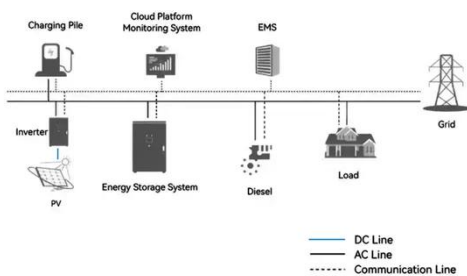 Charging Pile
Cloud Platform
Monitoring System
EMS
Grid
Inverter
PV
Energy Storage System
Diesel
Load
DC Line
AC Line
Communication Line